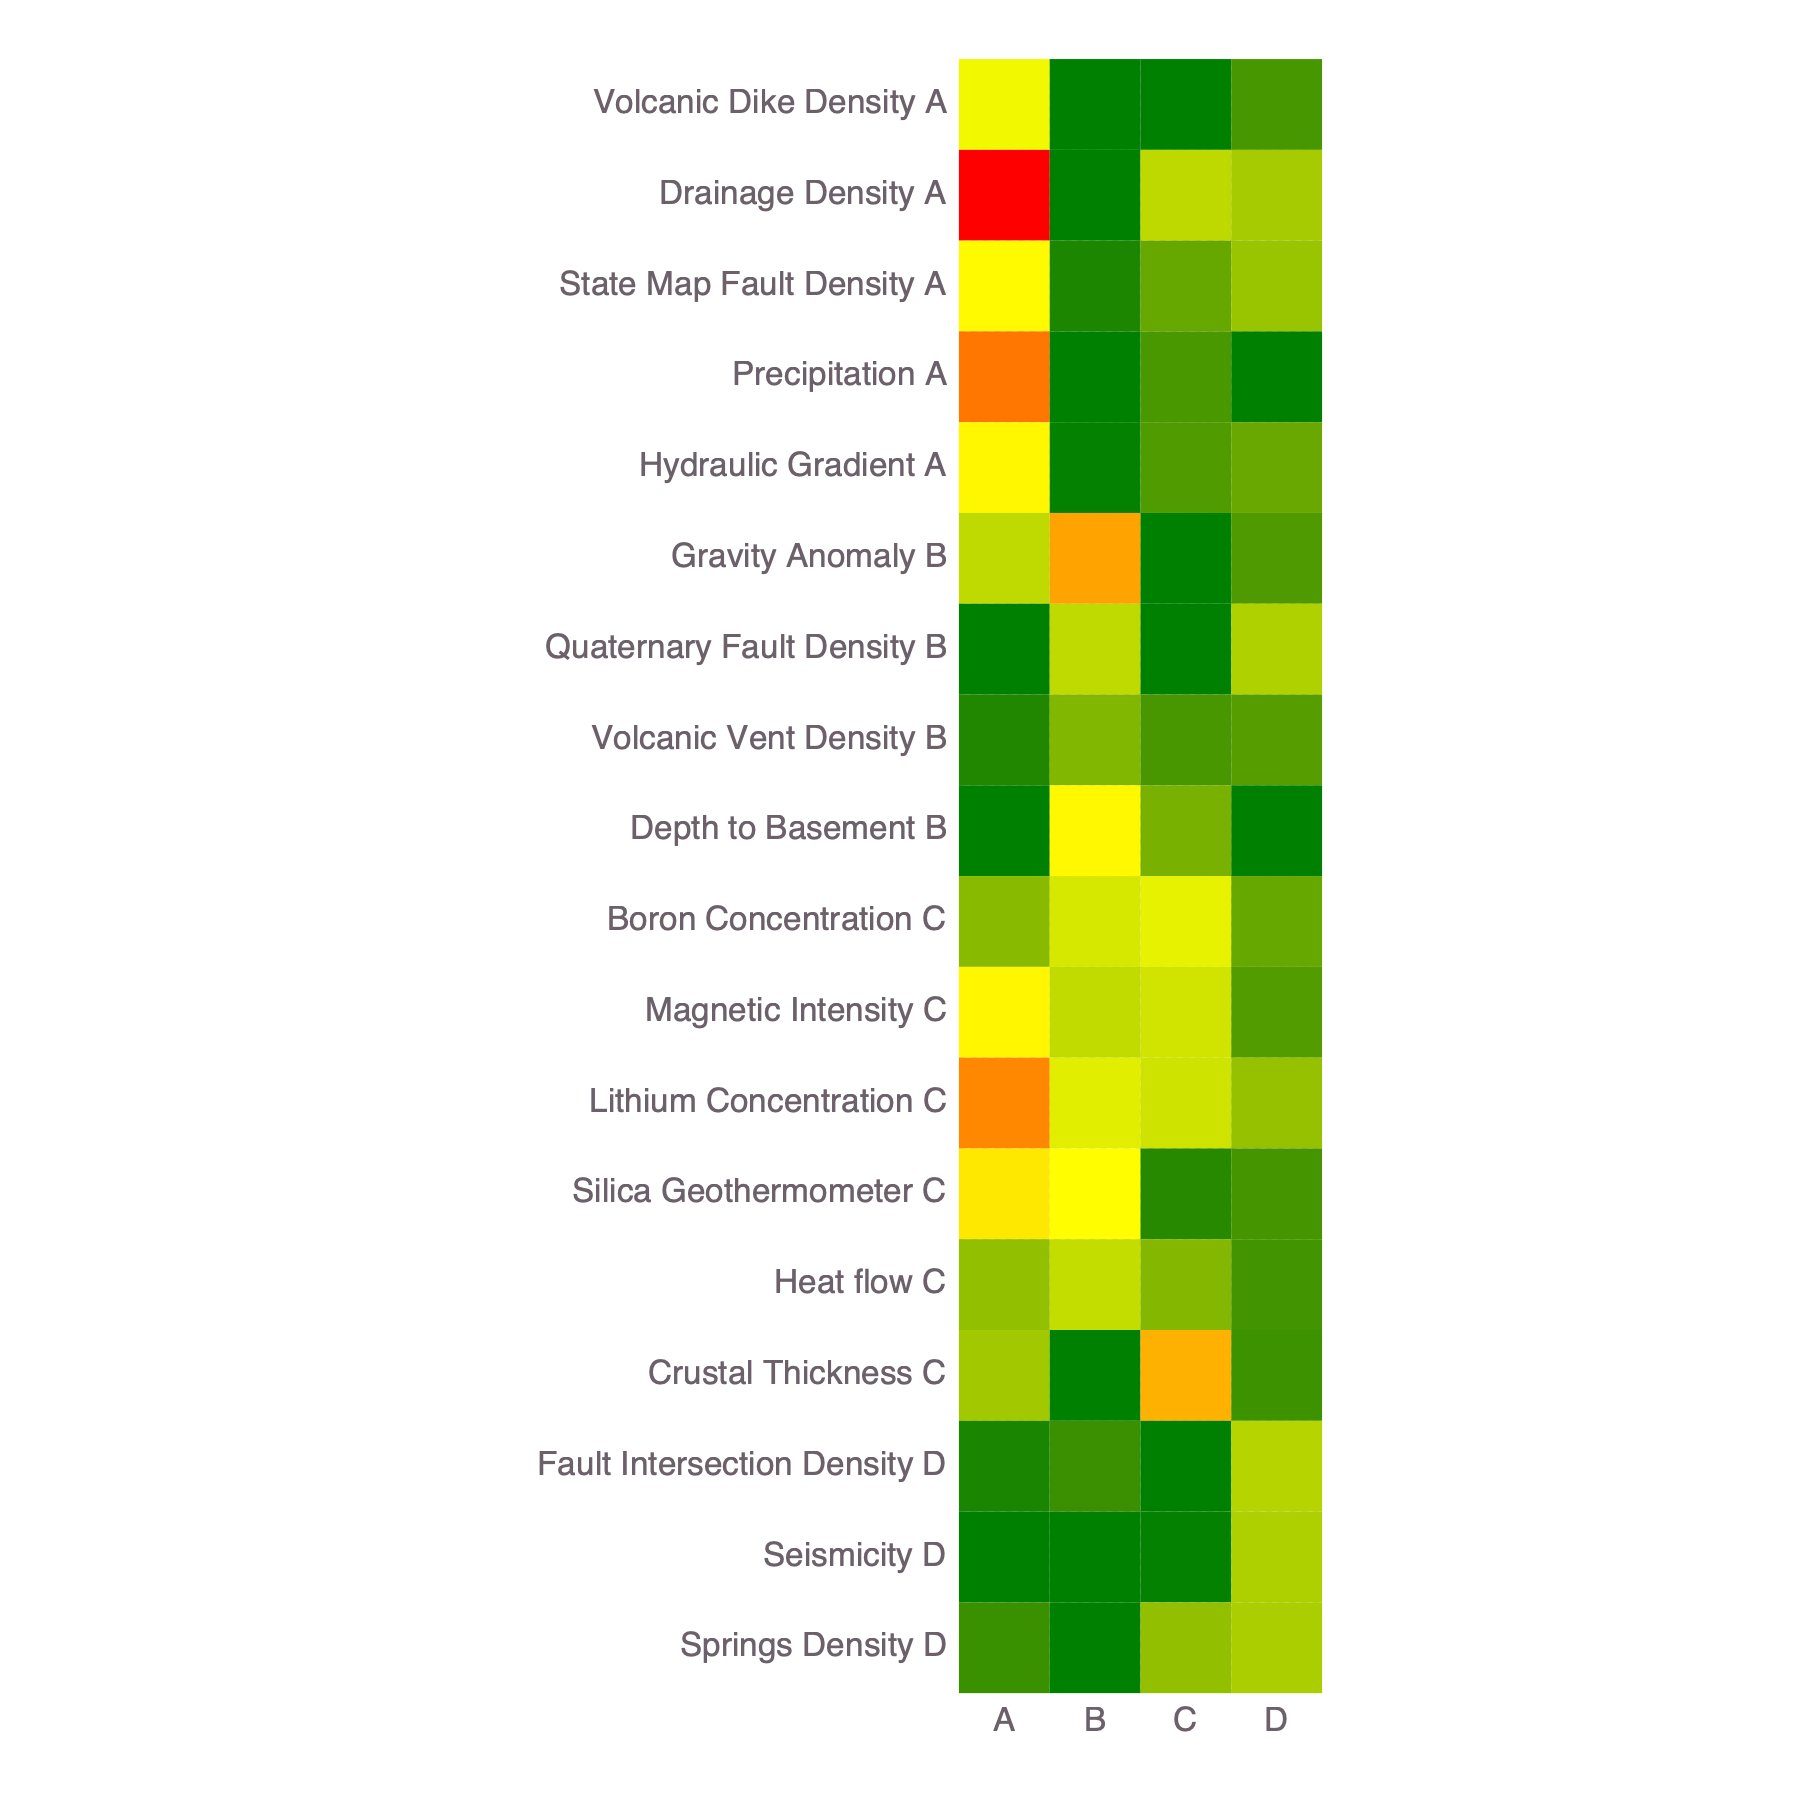 Volcanic Dike Density A
Drainage Density A
State Map Fault Density A
Precipitation A
Hydraulic Gradient A
Gravity Anomaly B
Quaternary Fault Density B
Volcanic Vent Density B
Depth to Basement B
Boron Concentration C
Magnetic Intensity C
Lithium Concentration C
Silica Geothermometer C
Heat flow C
Crustal Thickness C
Fault Intersection Density D
Seismicity D
Springs Density D
A B C D